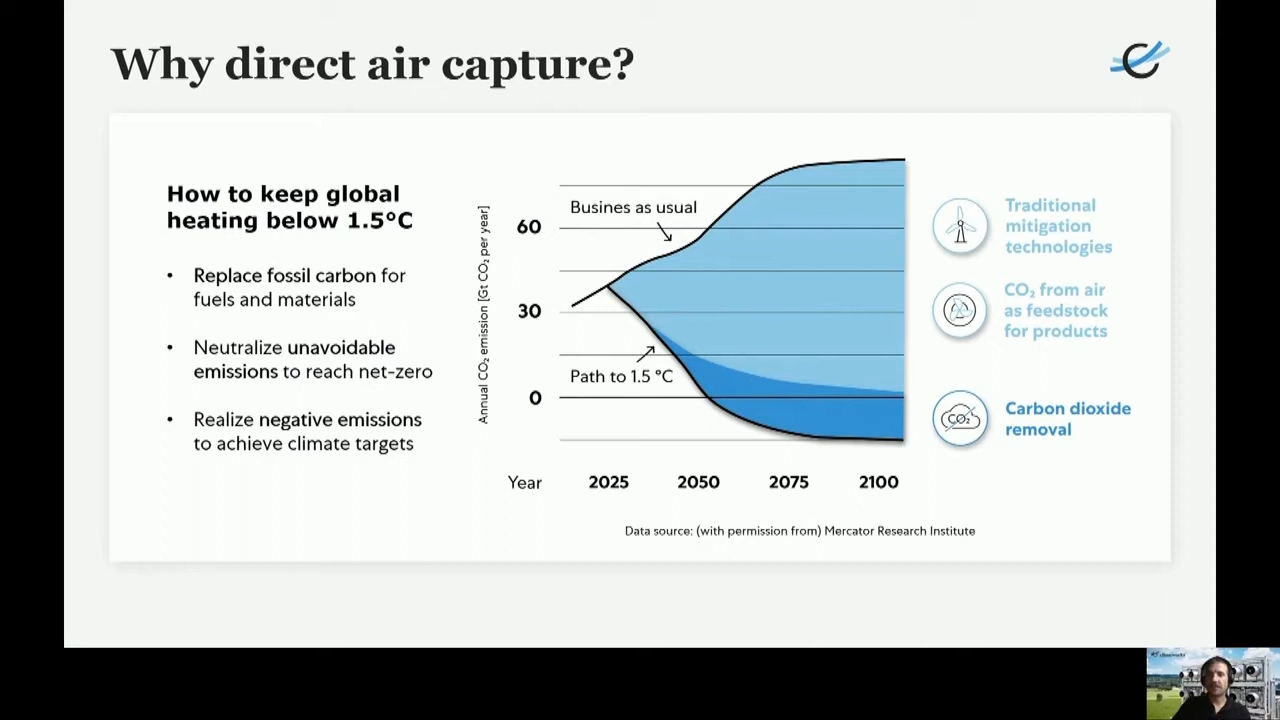 Why direct air capture?
How to keep global
heating below 1.5°C
• Replace fossil carbon for
fuels and materials
• Neutralize unavoidable
emissions to reach net-zero
• Realize negative emissions
to achieve climate targets
Annual CO₂ emission [Gt CO₂ per year]
60
30
0
Busines as usual
Path to 1.5 °C
Year 2025 2050 2075 2100
Traditional
mitigation
technologies
CO₂ from air
as feedstock
for products
CO₂
Carbon dioxide
removal
Data source: (with permission from) Mercator Research Institute
climeworks